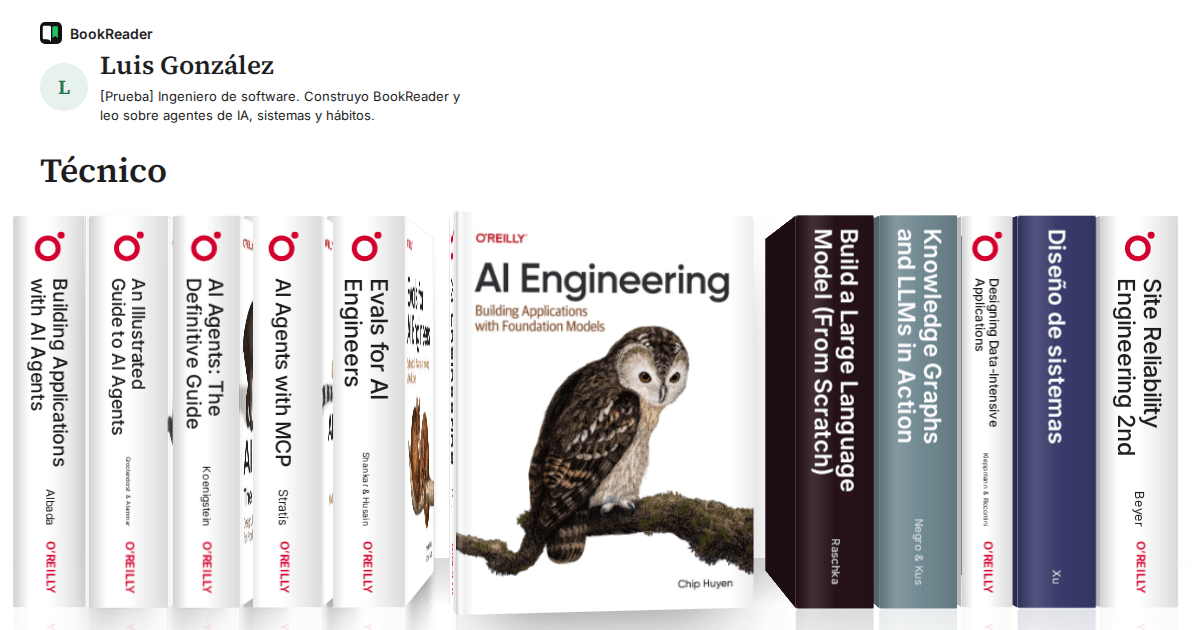 BookReader
Luis González
L
[Prueba] Ingeniero de software. Construyo BookReader y
leo sobre agentes de IA, sistemas y hábitos.
Técnico
Building Applications
with AI Agents
Albada
O'REILLY
An Illustrated
Guide to AI Agents
Grootendorst & Alammar
O'REILLY
AI Agents: The
Definitive Guide
Koenigstein
O'REILLY
AI Agents with MCP
Stratis
O'REILLY
Evals for AI
Engineers
Shankar & Husain
O'REILLY
O'REILLY
AI Engineering
Building Applications
with Foundation Models
Chip Huyen
Build a Large Language
Model (From Scratch)
Raschka
Knowledge Graphs
and LLMs in Action
Negro & Kus
Designing Data-Intensive
Applications
Kleppmann & Riccomini
O'REILLY
Diseño de sistemas
Xu
Site Reliability
Engineering 2nd
Beyer
O'REILLY